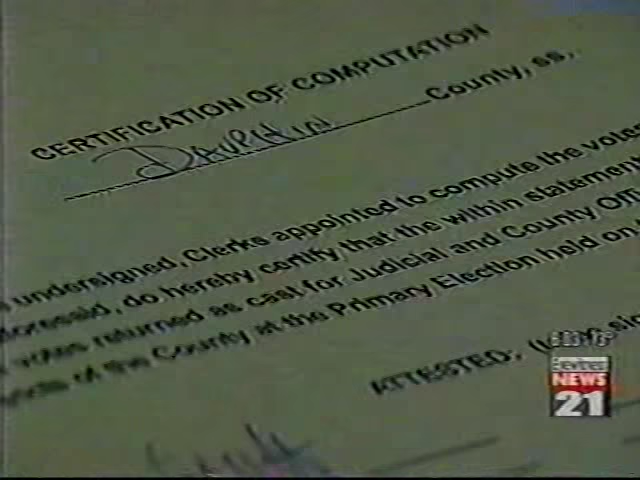 CERTIFICATION OF COMPUTATION
DAUPHIN County, ss.
undersigned, Clerks appointed to compute the votes
aforesaid, do hereby certify that the within statement
votes returned as cast for Judicial and County Off
of the County at the Primary Election held on
ATTESTED,
Eyewitness
NEWS
21